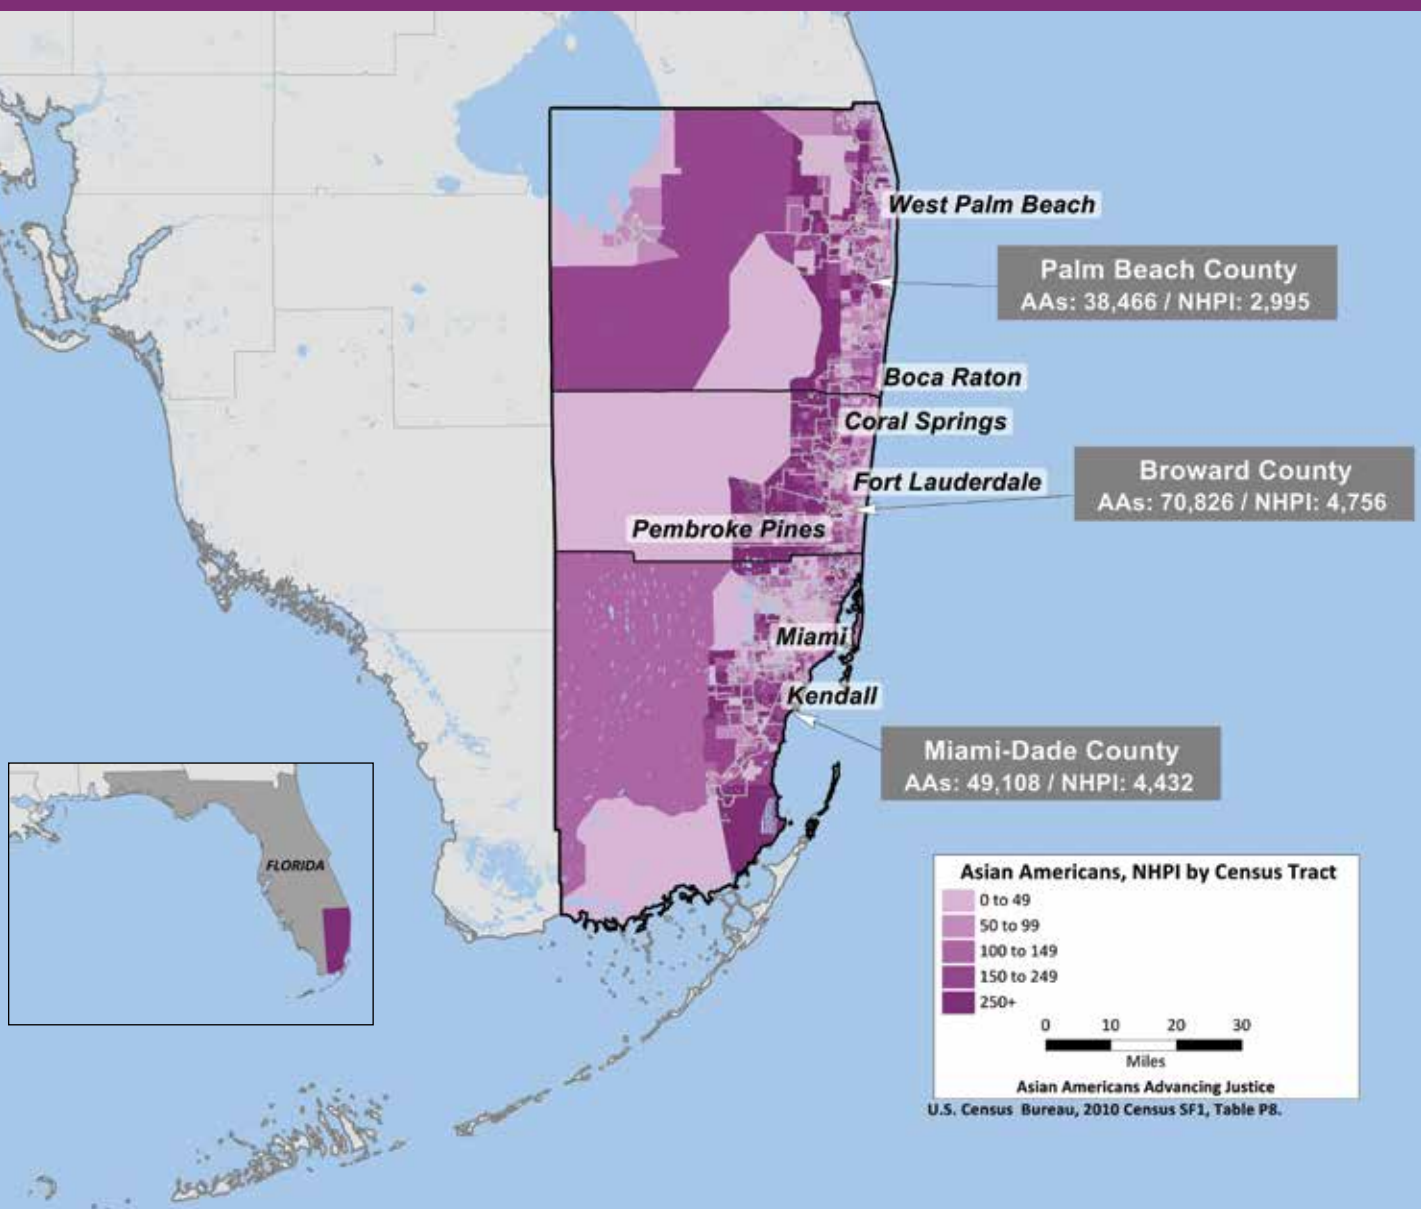 West Palm Beach
Palm Beach County
AAs: 38,466 / NHPI: 2,995
Boca Raton
Coral Springs
Fort Lauderdale
Broward County
AAs: 70,826 / NHPI: 4,756
Pembroke Pines
Miami
Kendall
Miami-Dade County
AAs: 49,108 / NHPI: 4,432
FLORIDA
Asian Americans, NHPI by Census Tract
0 to 49
50 to 99
100 to 149
150 to 249
250+
0 10 20 30
Miles
Asian Americans Advancing Justice
U.S. Census Bureau, 2010 Census SF1, Table P8.